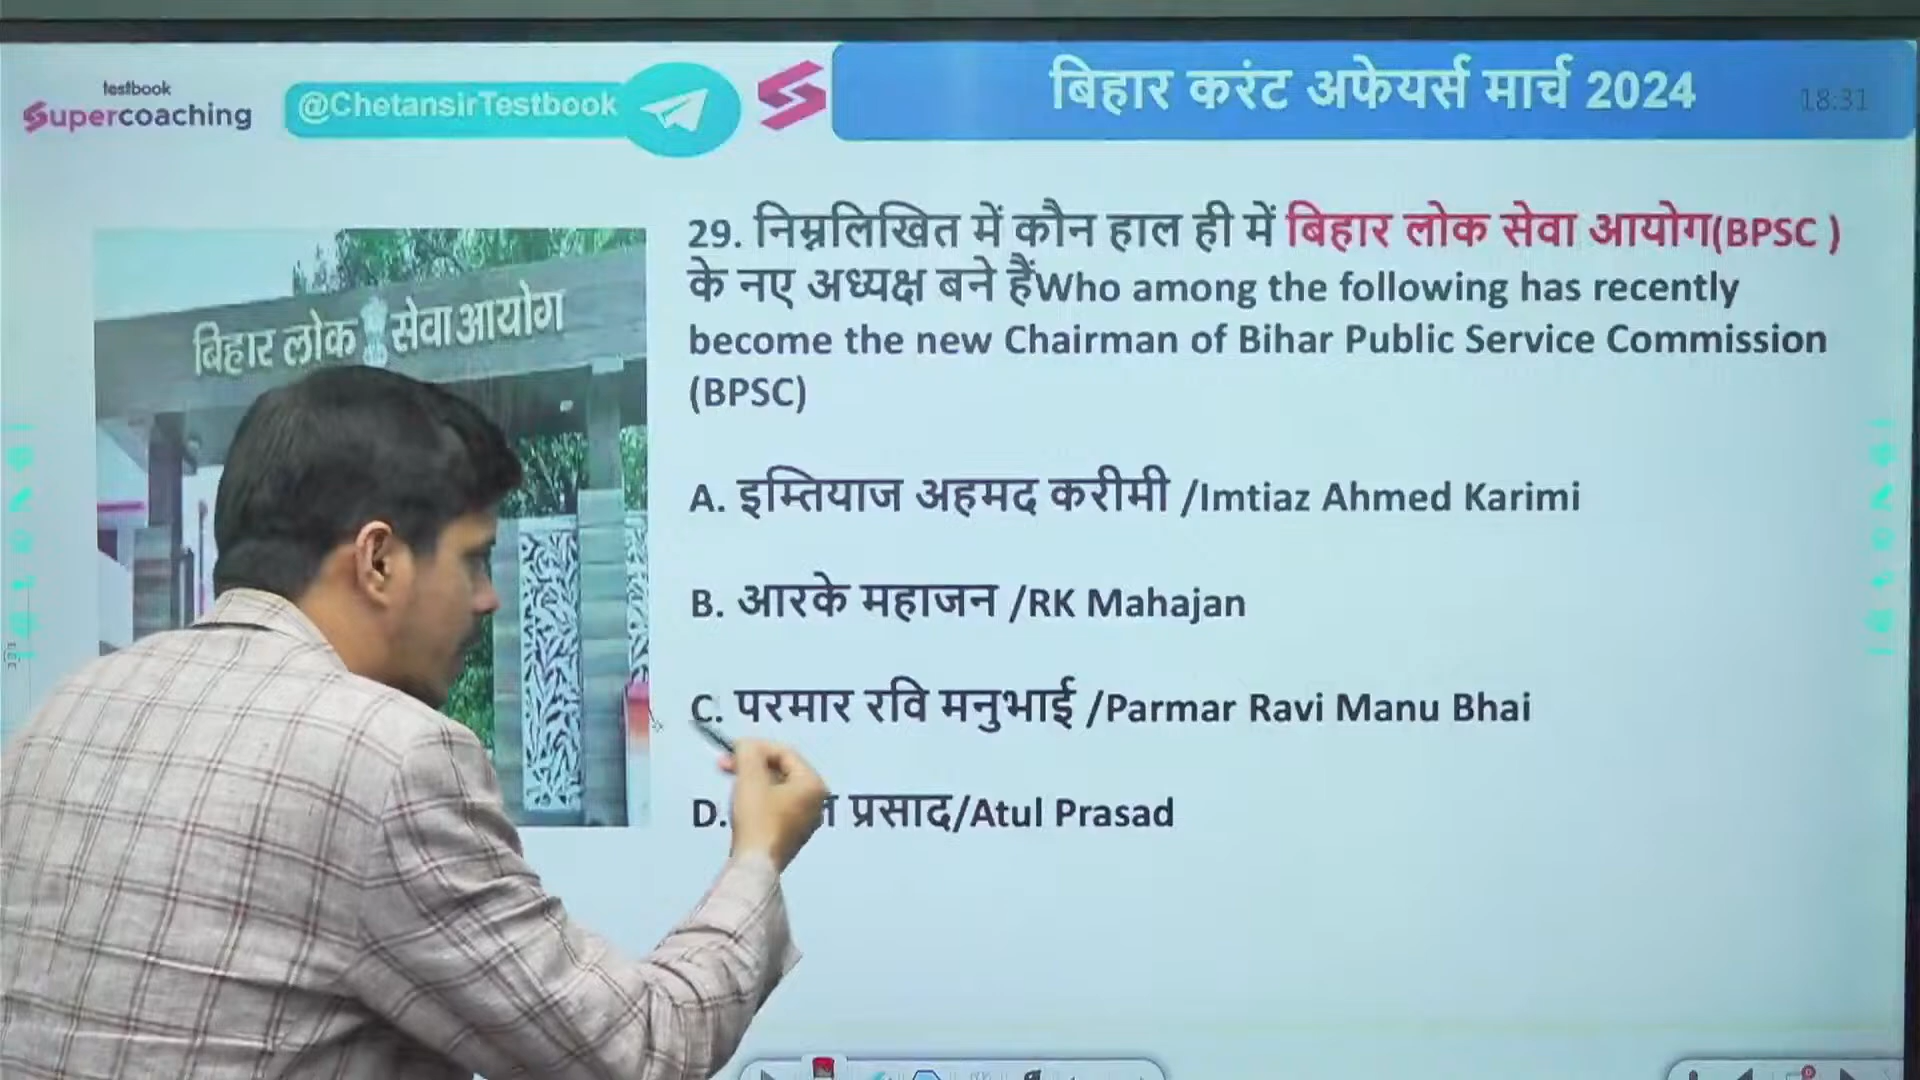 testbook
Supercoaching
@ChetansirTestbook
बिहार करंट अफेयर्स मार्च 2024
18:31
बिहार लोक सेवा आयोग
29. निम्नलिखित में कौन हाल ही में बिहार लोक सेवा आयोग(BPSC )
के नए अध्यक्ष बने हैंWho among the following has recently
become the new Chairman of Bihar Public Service Commission
(BPSC)
A. इम्तियाज अहमद करीमी /Imtiaz Ahmed Karimi
B. आरके महाजन /RK Mahajan
C. परमार रवि मनुभाई /Parmar Ravi Manu Bhai
D. प्रसाद/Atul Prasad